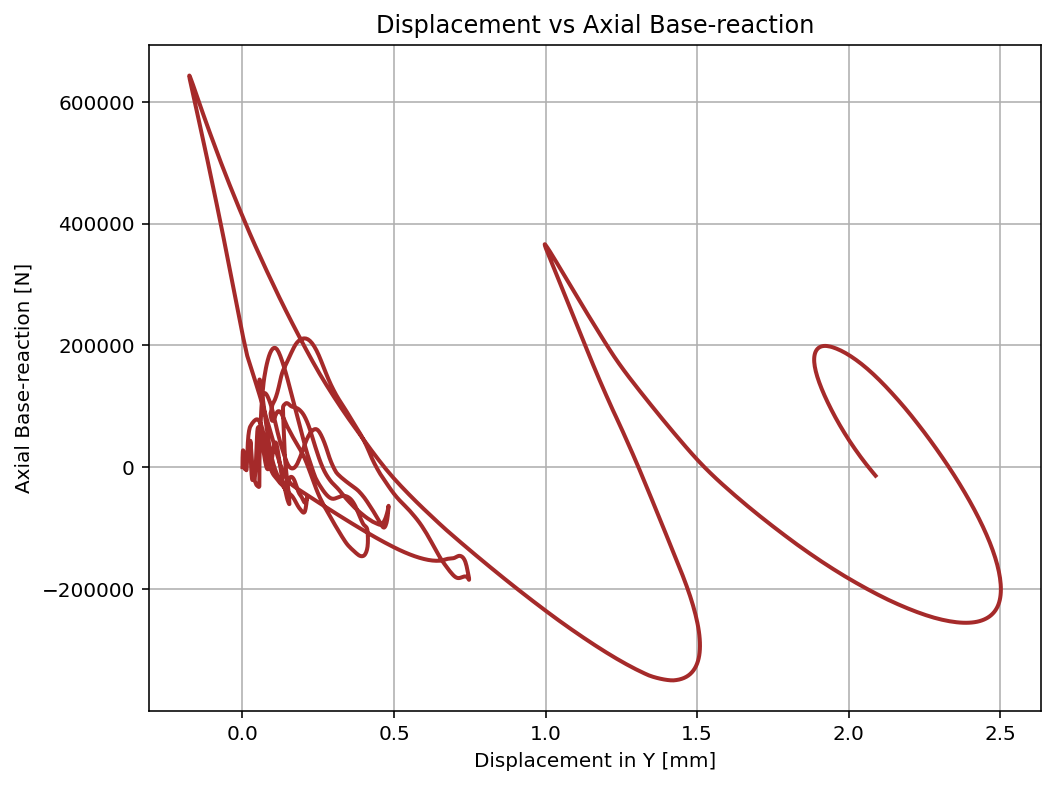 Displacement vs Axial Base-reaction
Axial Base-reaction [N]
600000
400000
200000
0
−200000
0.0 0.5 1.0 1.5 2.0 2.5
Displacement in Y [mm]